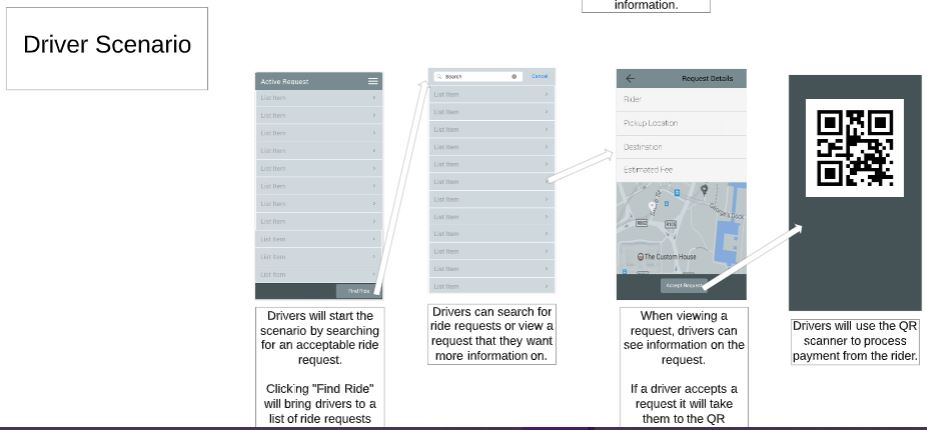 information.
Driver Scenario
Active Request
List Item
List Item
List Item
List Item
List Item
List Item
List Item
List Item
List Item
List Item
List Item
Find Ride
Search
Cancel
List Item
List Item
List Item
List Item
List Item
List Item
List Item
List Item
List Item
List Item
List Item
List Item
Request Details
Rider
Pickup Location
Destination
Estimated Fee
George's Dock
The Custom House
Accept Request
Drivers will start the
scenario by searching
for an acceptable ride
request.
Clicking "Find Ride"
will bring drivers to a
list of ride requests
Drivers can search for
ride requests or view a
request that they want
more information on.
When viewing a
request, drivers can
see information on the
request.
If a driver accepts a
request it will take
them to the QR
Drivers will use the QR
scanner to process
payment from the rider.